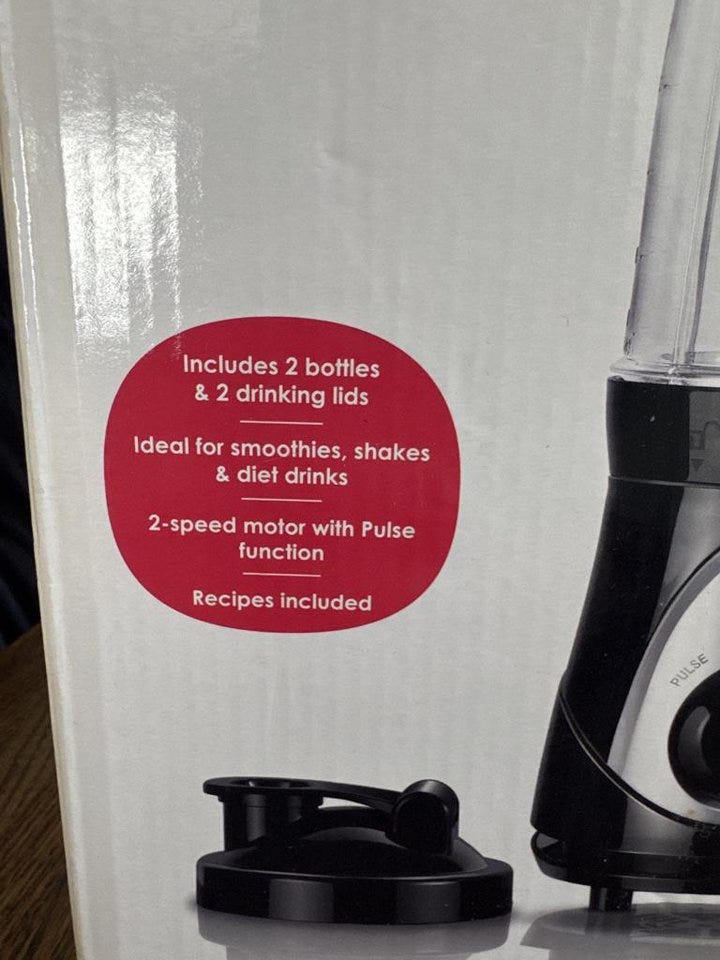 Includes 2 bottles
& 2 drinking lids
Ideal for smoothies, shakes
& diet drinks
2-speed motor with Pulse
function
Recipes included
PULSE